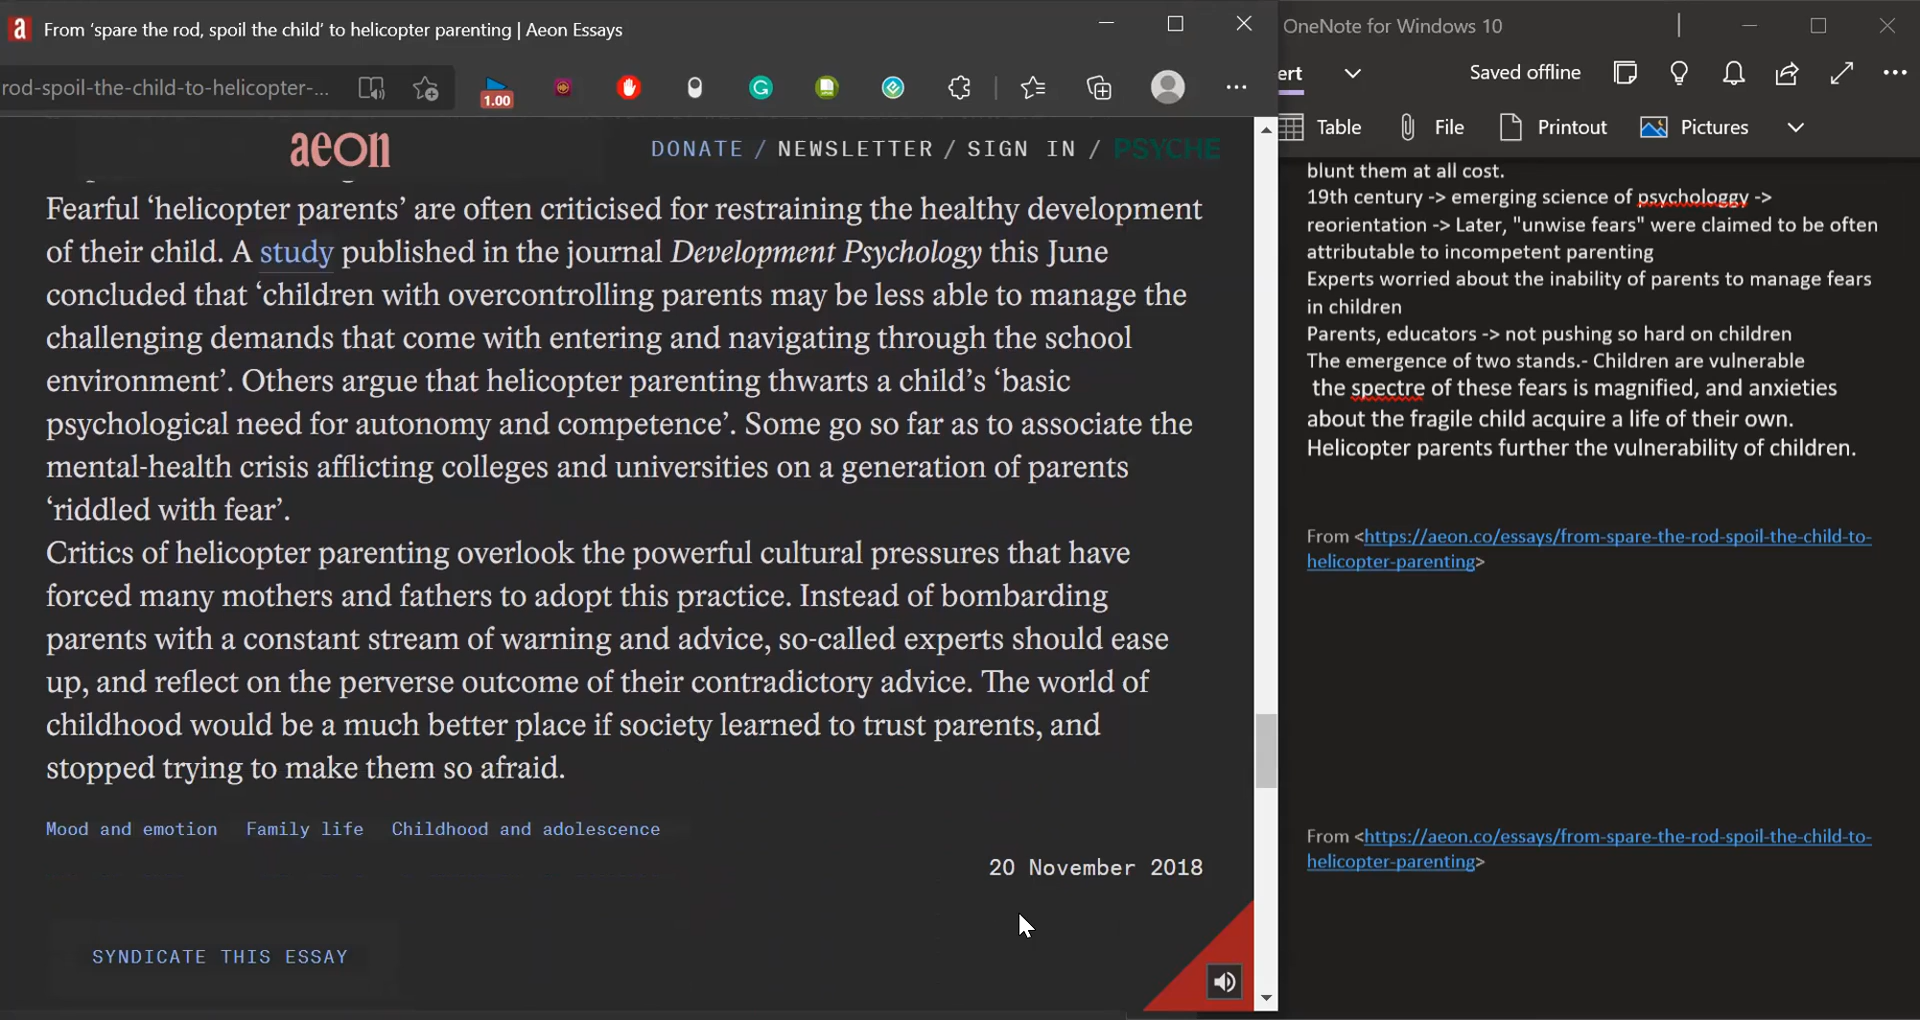 From ‘spare the rod, spoil the child’ to helicopter parenting | Aeon Essays
rod-spoil-the-child-to-helicopter-...
1.00
aeon
DONATE / NEWSLETTER / SIGN IN / PSYCHE
Fearful ‘helicopter parents’ are often criticised for restraining the healthy development
of their child. A study published in the journal Development Psychology this June
concluded that ‘children with overcontrolling parents may be less able to manage the
challenging demands that come with entering and navigating through the school
environment’. Others argue that helicopter parenting thwarts a child’s ‘basic
psychological need for autonomy and competence’. Some go so far as to associate the
mental-health crisis afflicting colleges and universities on a generation of parents
‘riddled with fear’.
Critics of helicopter parenting overlook the powerful cultural pressures that have
forced many mothers and fathers to adopt this practice. Instead of bombarding
parents with a constant stream of warning and advice, so-called experts should ease
up, and reflect on the perverse outcome of their contradictory advice. The world of
childhood would be a much better place if society learned to trust parents, and
stopped trying to make them so afraid.
Mood and emotion Family life Childhood and adolescence
20 November 2018
SYNDICATE THIS ESSAY
OneNote for Windows 10
ert
Saved offline
Table File Printout Pictures
blunt them at all cost.
19th century -> emerging science of psychologgy ->
reorientation -> Later, "unwise fears" were claimed to be often
attributable to incompetent parenting
Experts worried about the inability of parents to manage fears
in children
Parents, educators -> not pushing so hard on children
The emergence of two stands.- Children are vulnerable
the spectre of these fears is magnified, and anxieties
about the fragile child acquire a life of their own.
Helicopter parents further the vulnerability of children.
From <https://aeon.co/essays/from-spare-the-rod-spoil-the-child-to-
helicopter-parenting>
From <https://aeon.co/essays/from-spare-the-rod-spoil-the-child-to-
helicopter-parenting>